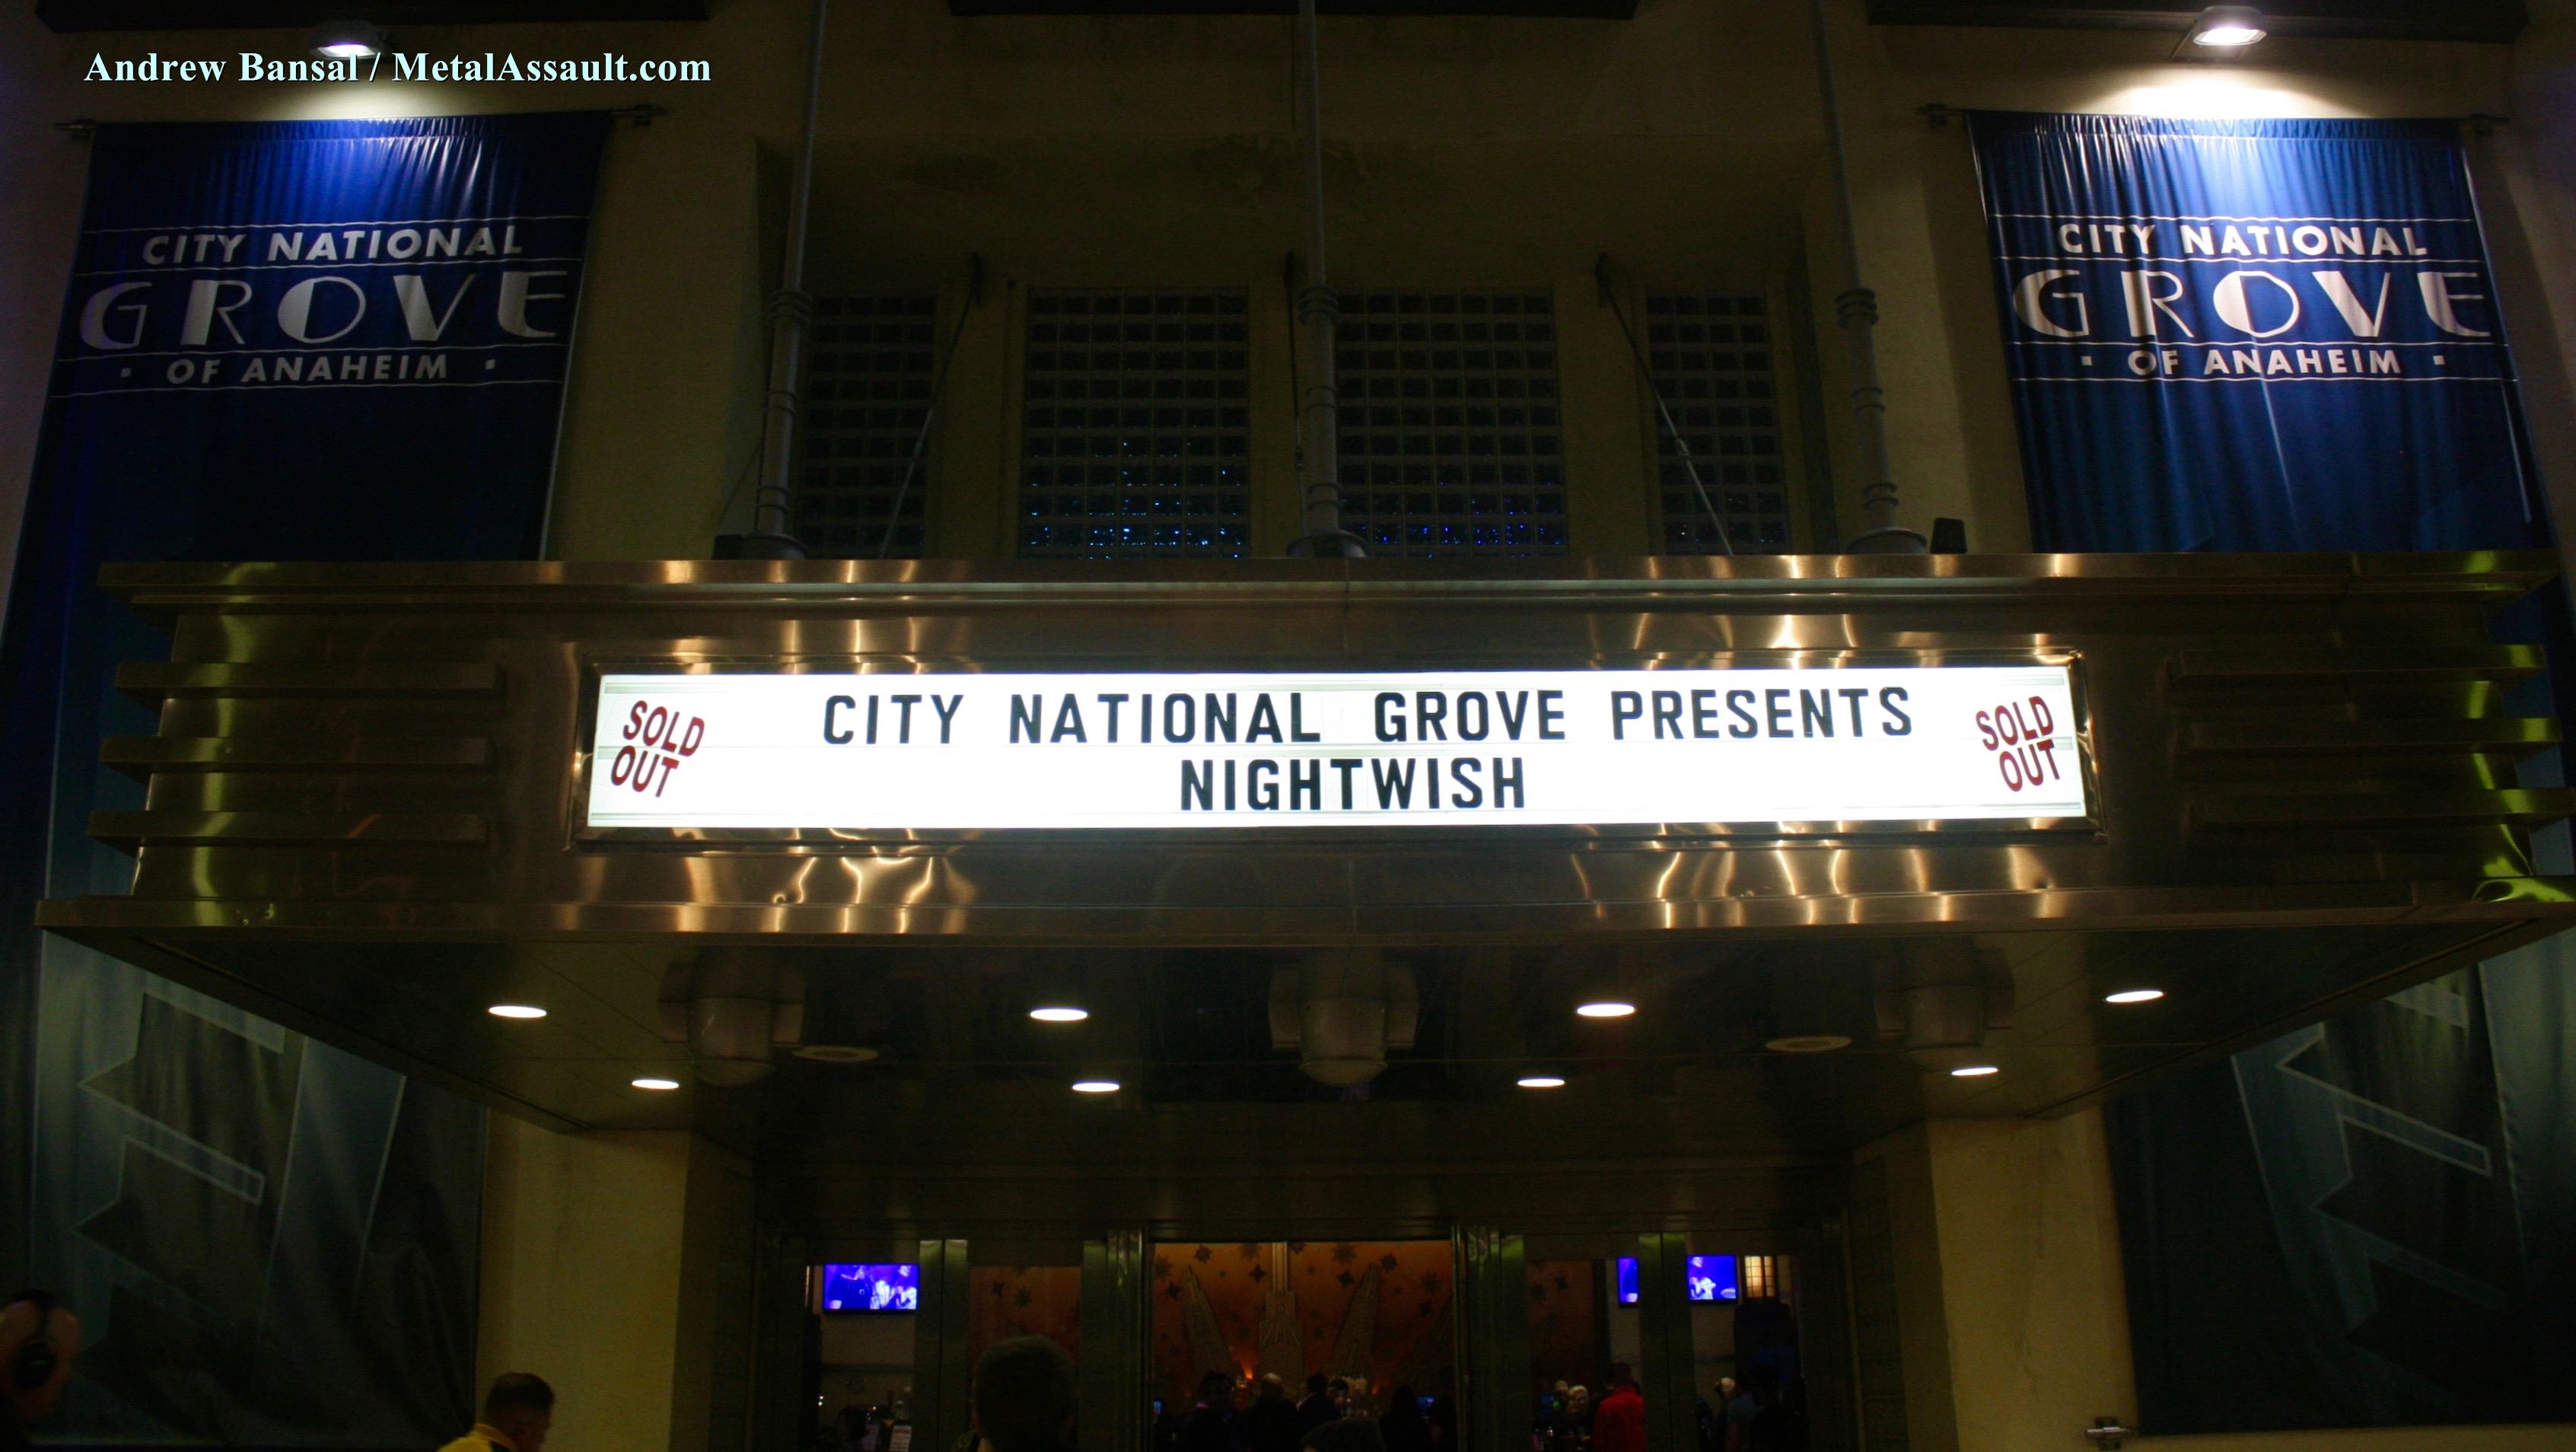 Andrew Bansal / MetalAssault.com
CITY NATIONAL
GROVE
· OF ANAHEIM ·
CITY NATIONAL
GROVE
· OF ANAHEIM ·
SOLD
OUT
CITY NATIONAL GROVE PRESENTS
NIGHTWISH
SOLD
OUT